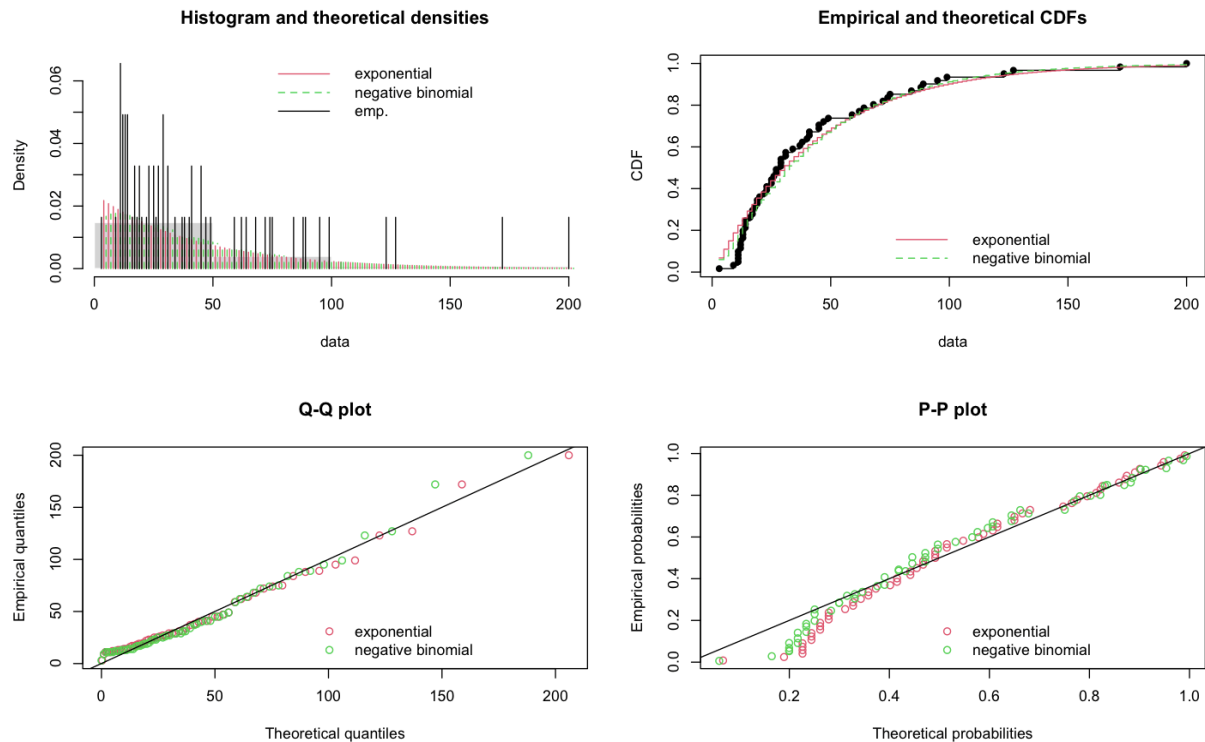 Histogram and theoretical densities
Density
0.00 0.02 0.04 0.06
exponential
negative binomial
emp.
0 50 100 150 200
data
Empirical and theoretical CDFs
CDF
0.0 0.2 0.4 0.6 0.8 1.0
exponential
negative binomial
0 50 100 150 200
data
Q-Q plot
Empirical quantiles
0 50 100 150 200
exponential
negative binomial
0 50 100 150 200
Theoretical quantiles
P-P plot
Empirical probabilities
0.0 0.2 0.4 0.6 0.8 1.0
exponential
negative binomial
0.2 0.4 0.6 0.8 1.0
Theoretical probabilities